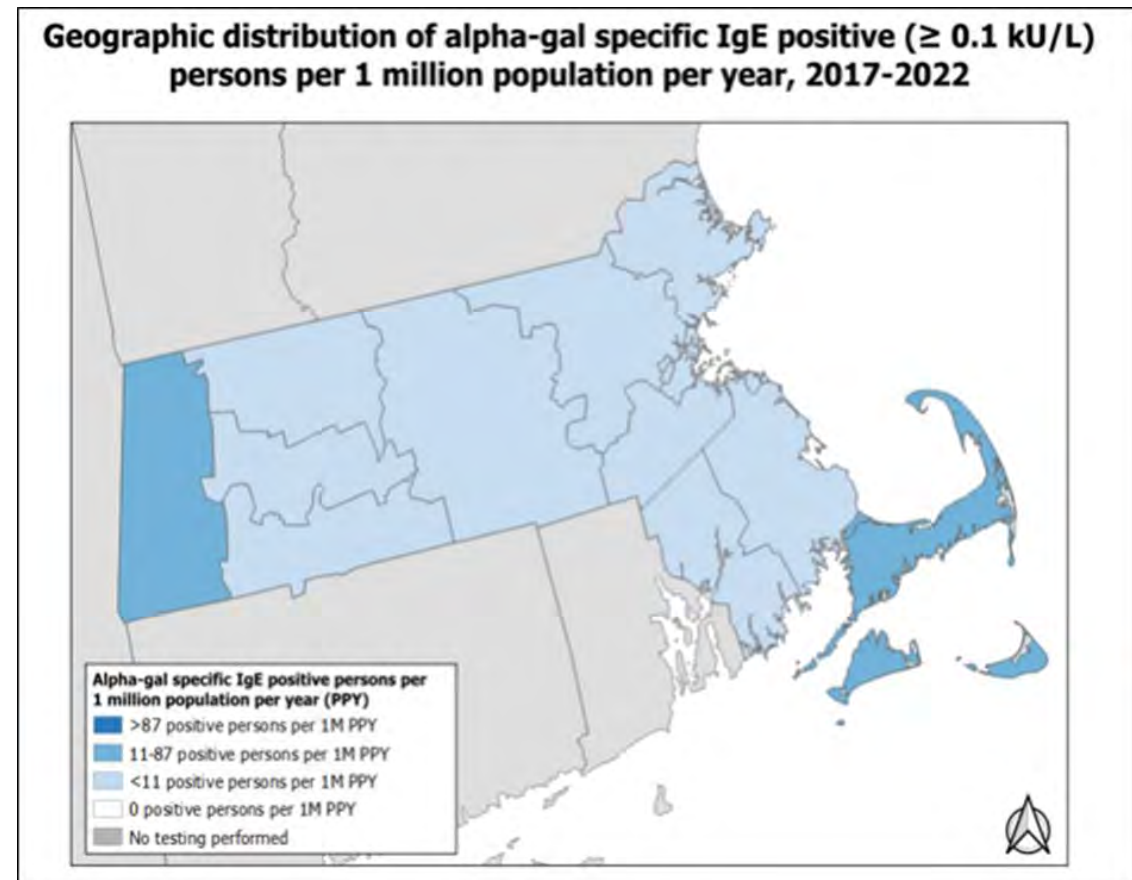 Geographic distribution of alpha-gal specific IgE positive (≥ 0.1 kU/L)
persons per 1 million population per year, 2017-2022
Alpha-gal specific IgE positive persons per
1 million population per year (PPY)
>87 positive persons per 1M PPY
11-87 positive persons per 1M PPY
<11 positive persons per 1M PPY
0 positive persons per 1M PPY
No testing performed